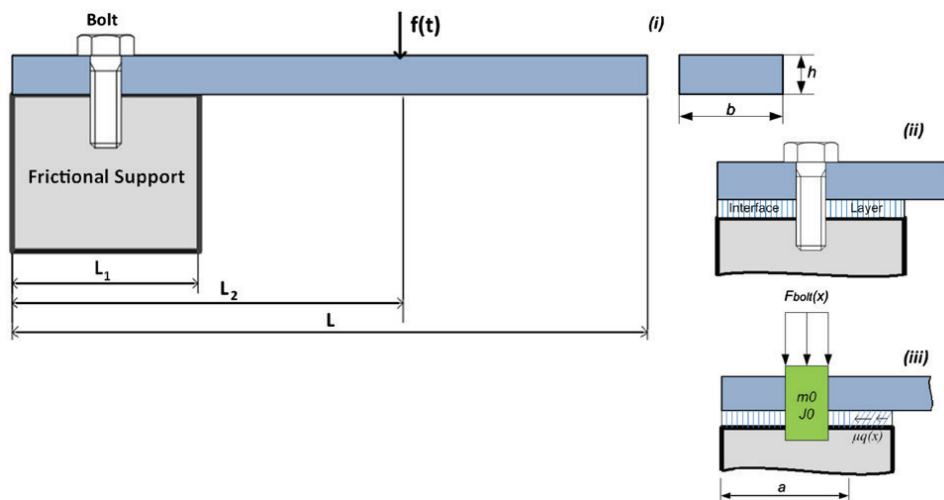 Bolt
f(t)
(i)
Frictional Support
h
b
L1
L2
L
(ii)
Interface Layer
Fbolt(x)
(iii)
m0
J0
μq(x)
a